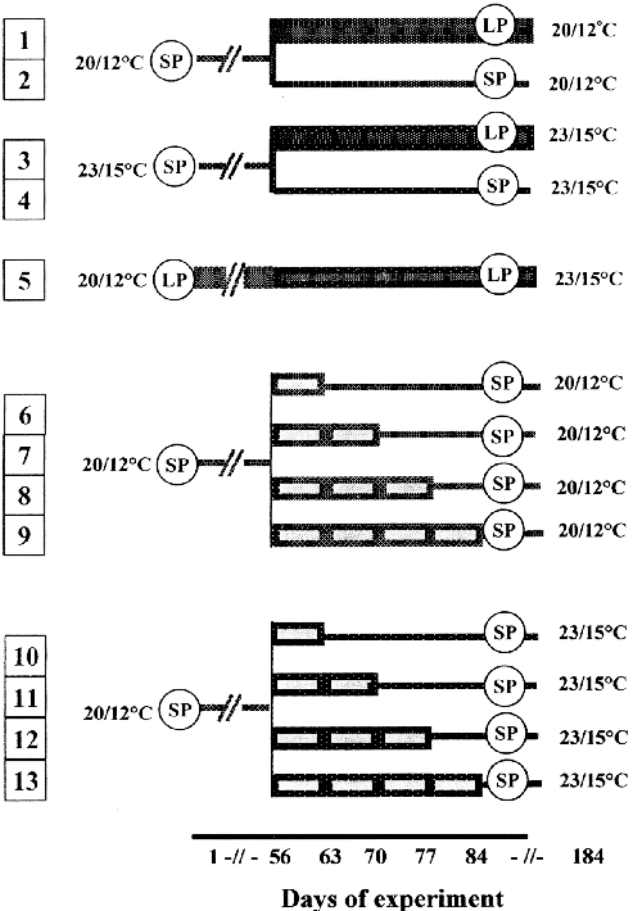 1 LP 20/12°C
20/12°C SP
2 SP 20/12°C
3 LP 23/15°C
23/15°C SP
4 SP 23/15°C
5 20/12°C LP LP 23/15°C
SP 20/12°C
6 SP 20/12°C
7 20/12°C SP
8 SP 20/12°C
9 SP 20/12°C
SP 23/15°C
10
11 SP 23/15°C
20/12°C SP
12 SP 23/15°C
13 SP 23/15°C
1 -//- 56 63 70 77 84 -//- 184
Days of experiment